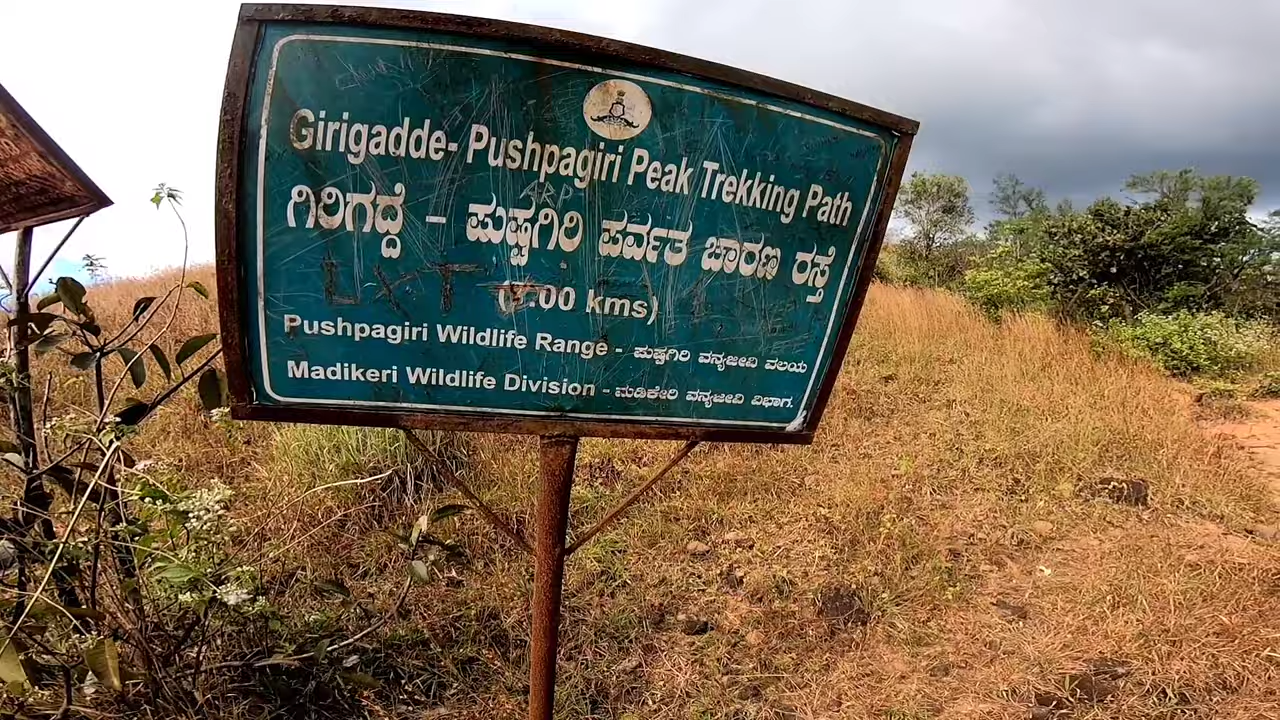 Girigadde- Pushpagiri Peak Trekking Path
ಗಿರಿಗದ್ದೆ – ಪುಷ್ಪಗಿರಿ ಪರ್ವತ ಚಾರಣ ರಸ್ತೆ
kms)
Pushpagiri Wildlife Range - ಪುಷ್ಪಗಿರಿ ವನ್ಯಜೀವಿ ವಲಯ
Madikeri Wildlife Division - ಮಡಿಕೇರಿ ವನ್ಯಜೀವಿ ವಿಭಾಗ.